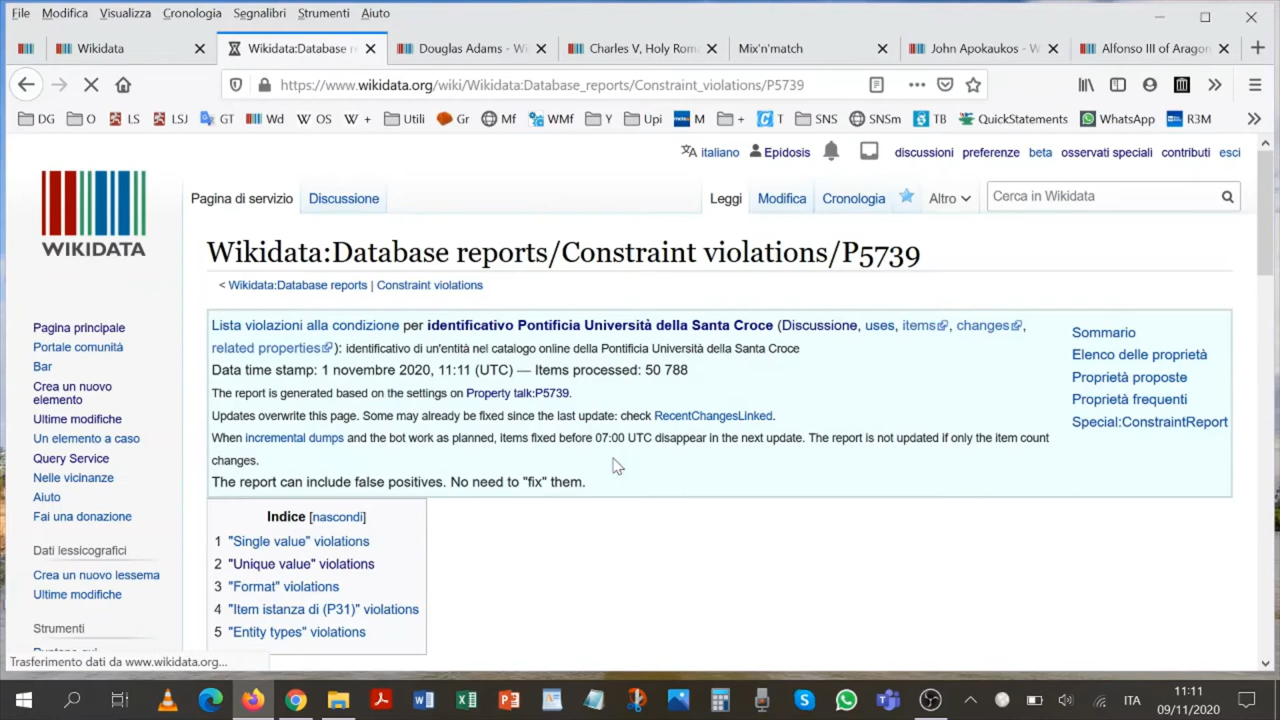 File Modifica Visualizza Cronologia Segnalibri Strumenti Aiuto
Wikidata Wikidata:Database r Douglas Adams - Wi Charles V, Holy Rom Mix'n'match John Apokaukos - W Alfonso III of Aragon
https://www.wikidata.org/wiki/Wikidata:Database_reports/Constraint_violations/P5739
DG O LS LSJ GT Wd OS + Utili Gr Mf WMf Y Upi M + T SNS SNSm TB QuickStatements WhatsApp R3M
italiano Epidosis discussioni preferenze beta osservati speciali contributi esci
Pagina di servizio Discussione Leggi Modifica Cronologia Altro Cerca in Wikidata
WIKIDATA
Wikidata:Database reports/Constraint violations/P5739
< Wikidata:Database reports | Constraint violations
Pagina principale
Portale comunità
Bar
Crea un nuovo
elemento
Ultime modifiche
Un elemento a caso
Query Service
Nelle vicinanze
Aiuto
Fai una donazione
Dati lessicografici
Crea un nuovo lessema
Ultime modifiche
Strumenti
Lista violazioni alla condizione per identificativo Pontificia Università della Santa Croce (Discussione, uses, items, changes,
related properties): identificativo di un'entità nel catalogo online della Pontificia Università della Santa Croce
Data time stamp: 1 novembre 2020, 11:11 (UTC) — Items processed: 50 788
The report is generated based on the settings on Property talk:P5739.
Updates overwrite this page. Some may already be fixed since the last update: check RecentChangesLinked.
When incremental dumps and the bot work as planned, items fixed before 07:00 UTC disappear in the next update. The report is not updated if only the item count
changes.
The report can include false positives. No need to "fix" them.
Sommario
Elenco delle proprietà
Proprietà proposte
Proprietà frequenti
Special:ConstraintReport
Indice [nascondi]
1 "Single value" violations
2 "Unique value" violations
3 "Format" violations
4 "Item istanza di (P31)" violations
5 "Entity types" violations
Trasferimento dati da www.wikidata.org...
ITA
11:11
09/11/2020